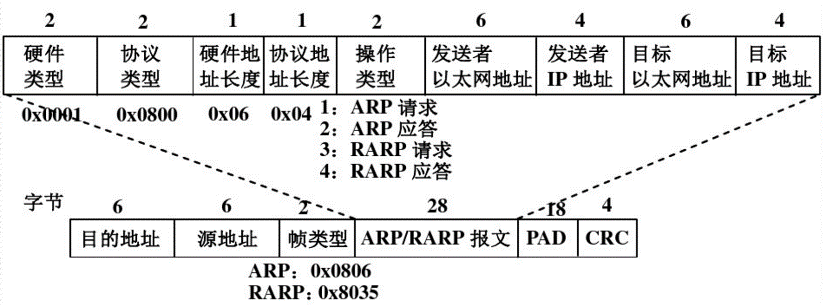 2 2 1 1 2 6 4 6 4
硬件类型 协议类型 硬件地址长度 协议地址长度 操作类型 发送者以太网地址 发送者IP 地址 目标以太网地址 目标IP 地址
0x0001 0x0800 0x06 0x04
1：ARP 请求
2：ARP 应答
3：RARP 请求
4：RARP 应答
字节 6 6 2 28 18 4
目的地址 源地址 帧类型 ARP/RARP 报文 PAD CRC
ARP：0x0806
RARP：0x8035